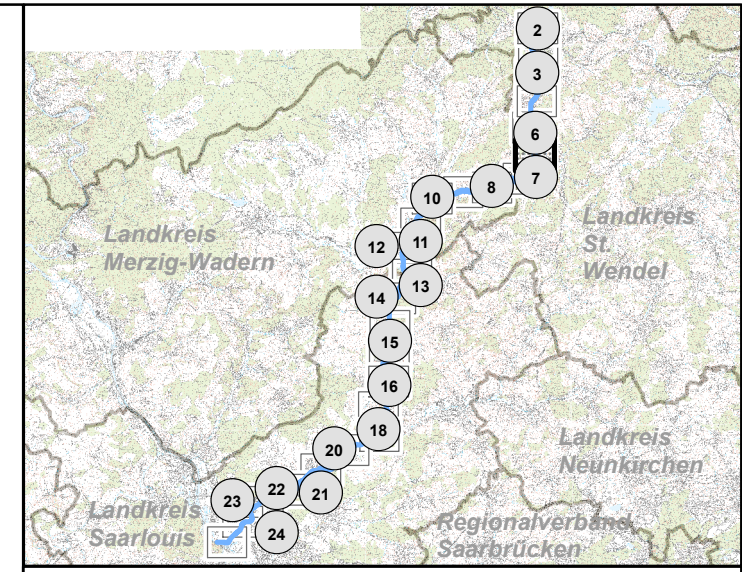 2
3
6
7
8
10
11
12
13
14
15
16
18
20
21
22
23
24
Landkreis
Merzig-Wadern
Landkreis
St.
Wendel
Landkreis
Neunkirchen
Landkreis
Saarlouis
Regionalverband
Saarbrücken